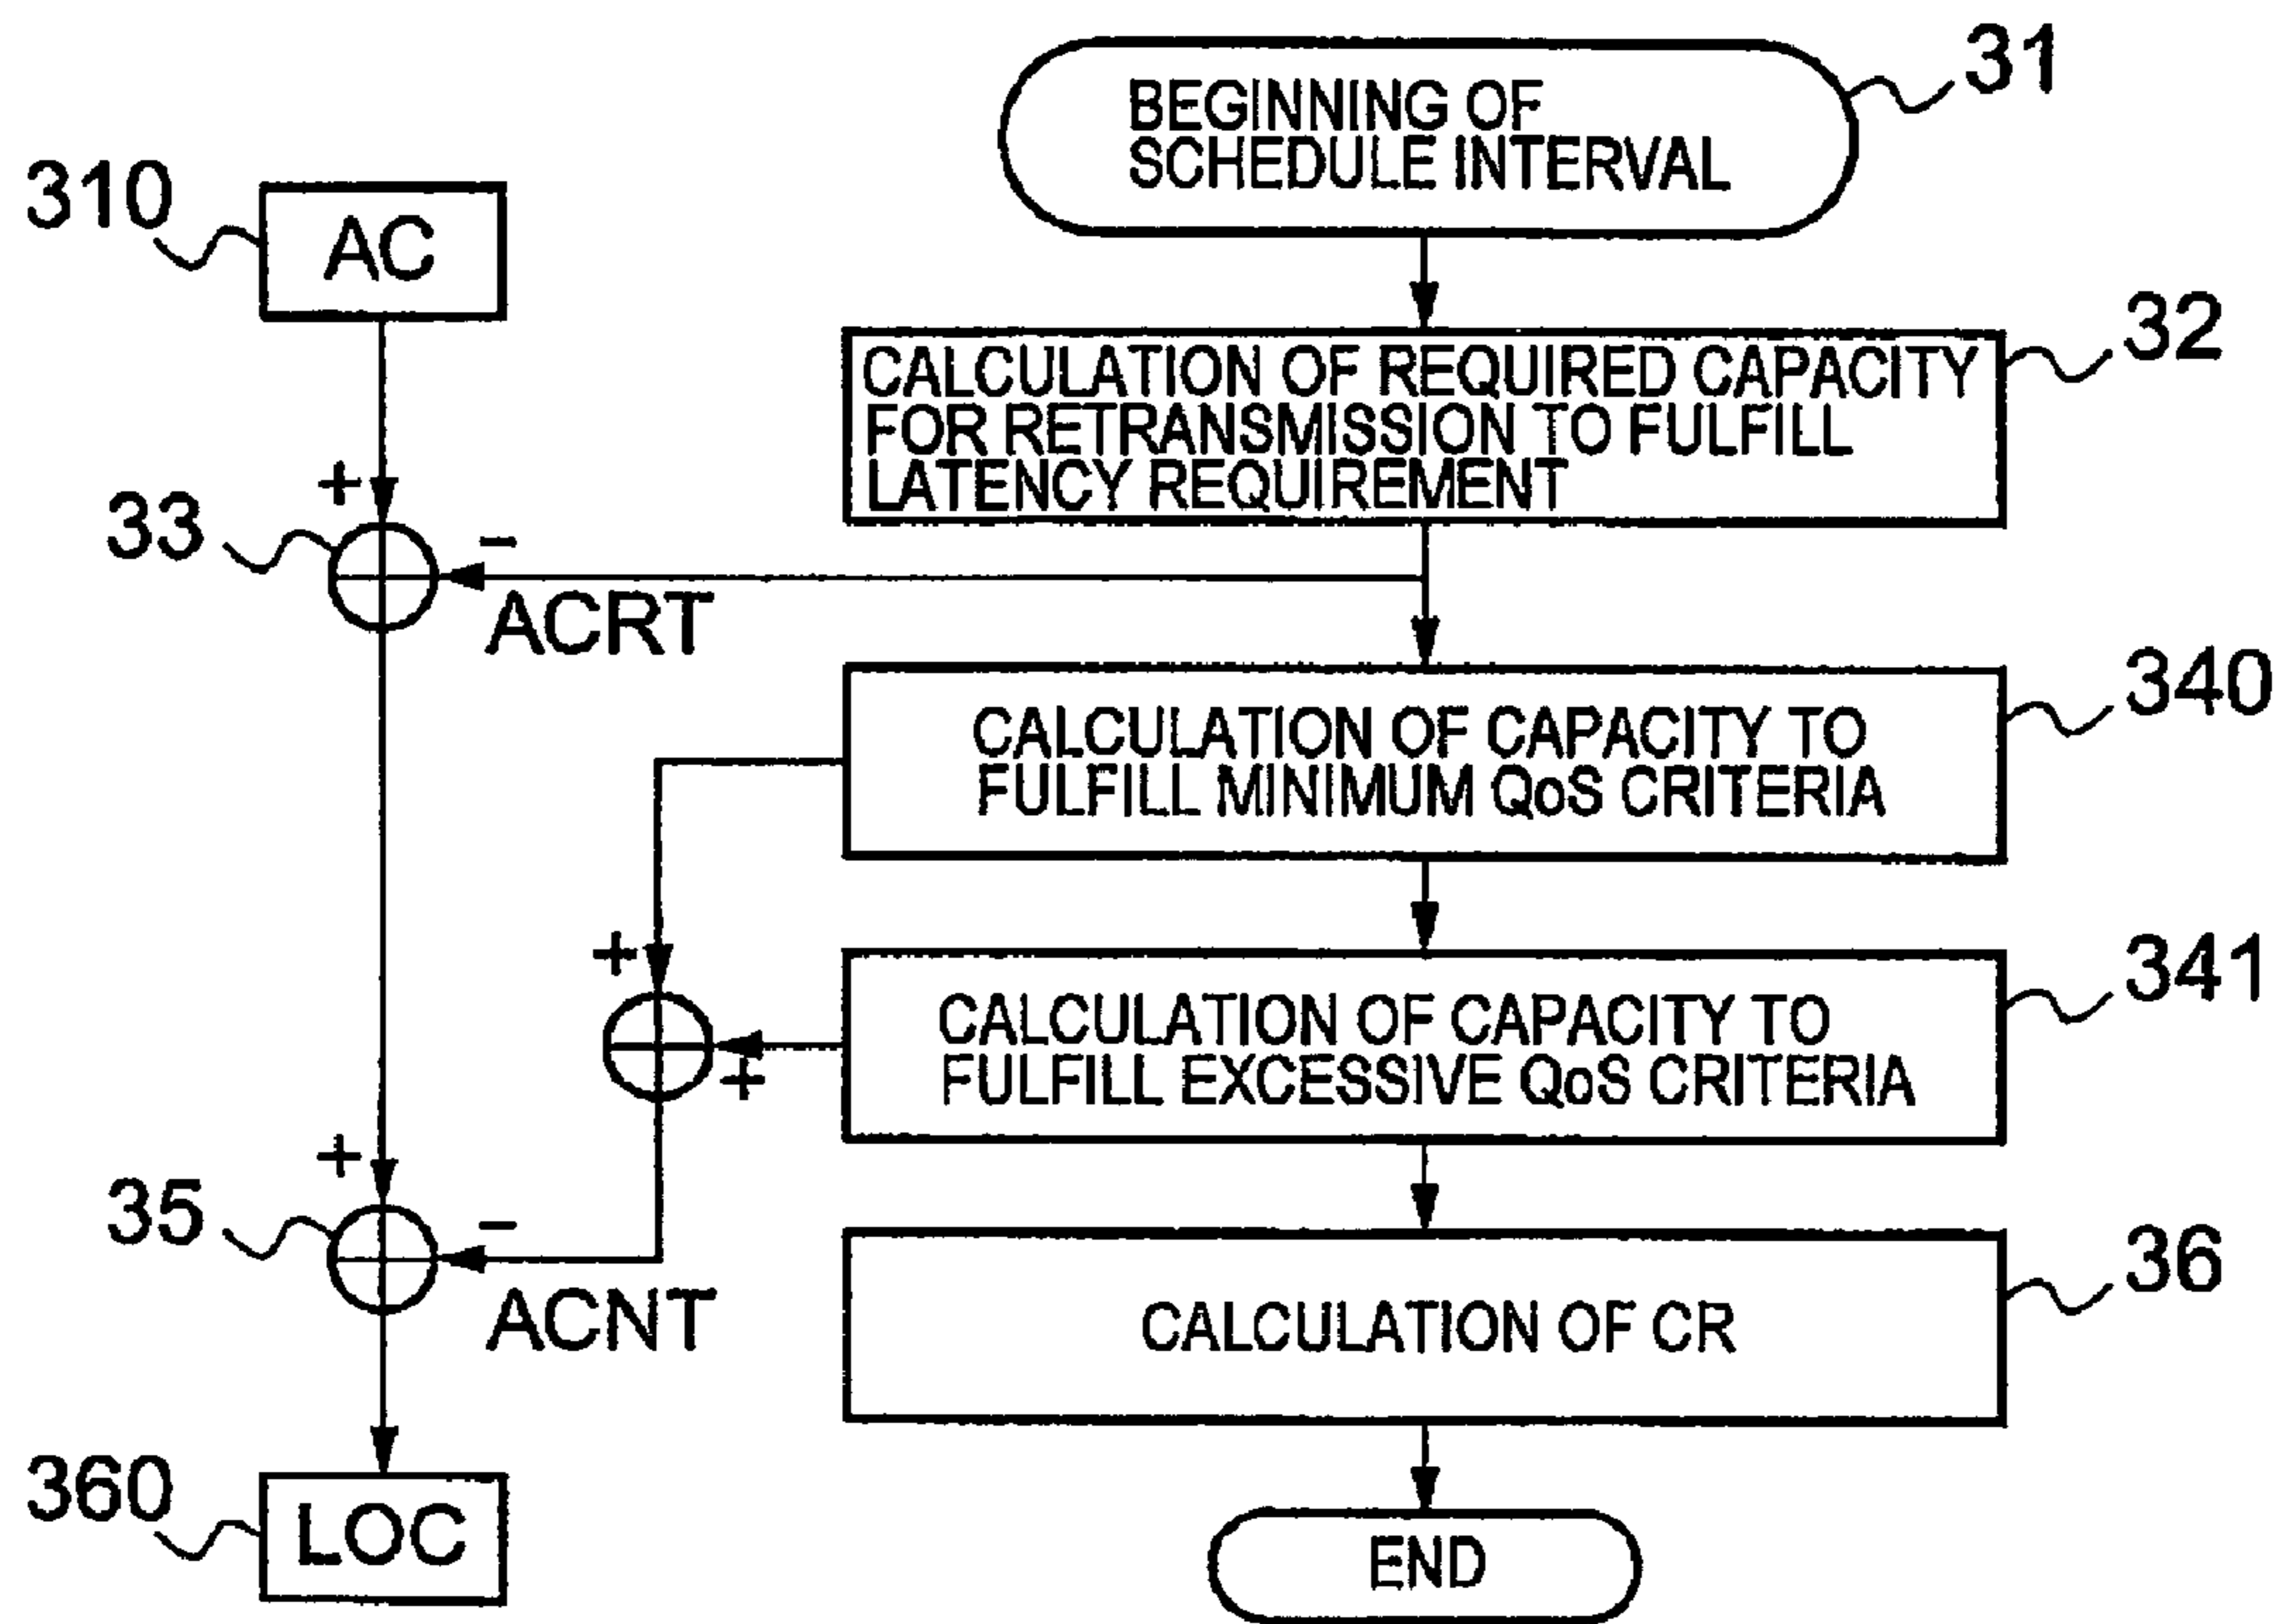 BEGINNING OF
SCHEDULE INTERVAL
31
310
AC
CALCULATION OF REQUIRED CAPACITY
FOR RETRANSMISSION TO FULFILL
LATENCY REQUIREMENT
32
+
33
-
ACRT
CALCULATION OF CAPACITY TO
FULFILL MINIMUM QoS CRITERIA
340
+
CALCULATION OF CAPACITY TO
FULFILL EXCESSIVE QoS CRITERIA
341
+
+
35
-
ACNT
CALCULATION OF CR
36
360
LOC
END